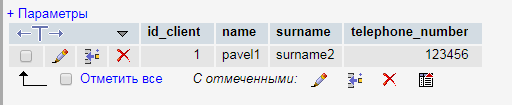 + Параметры
id_client name surname telephone_number
1 pavel1 surname2 123456
Отметить все С отмеченными: